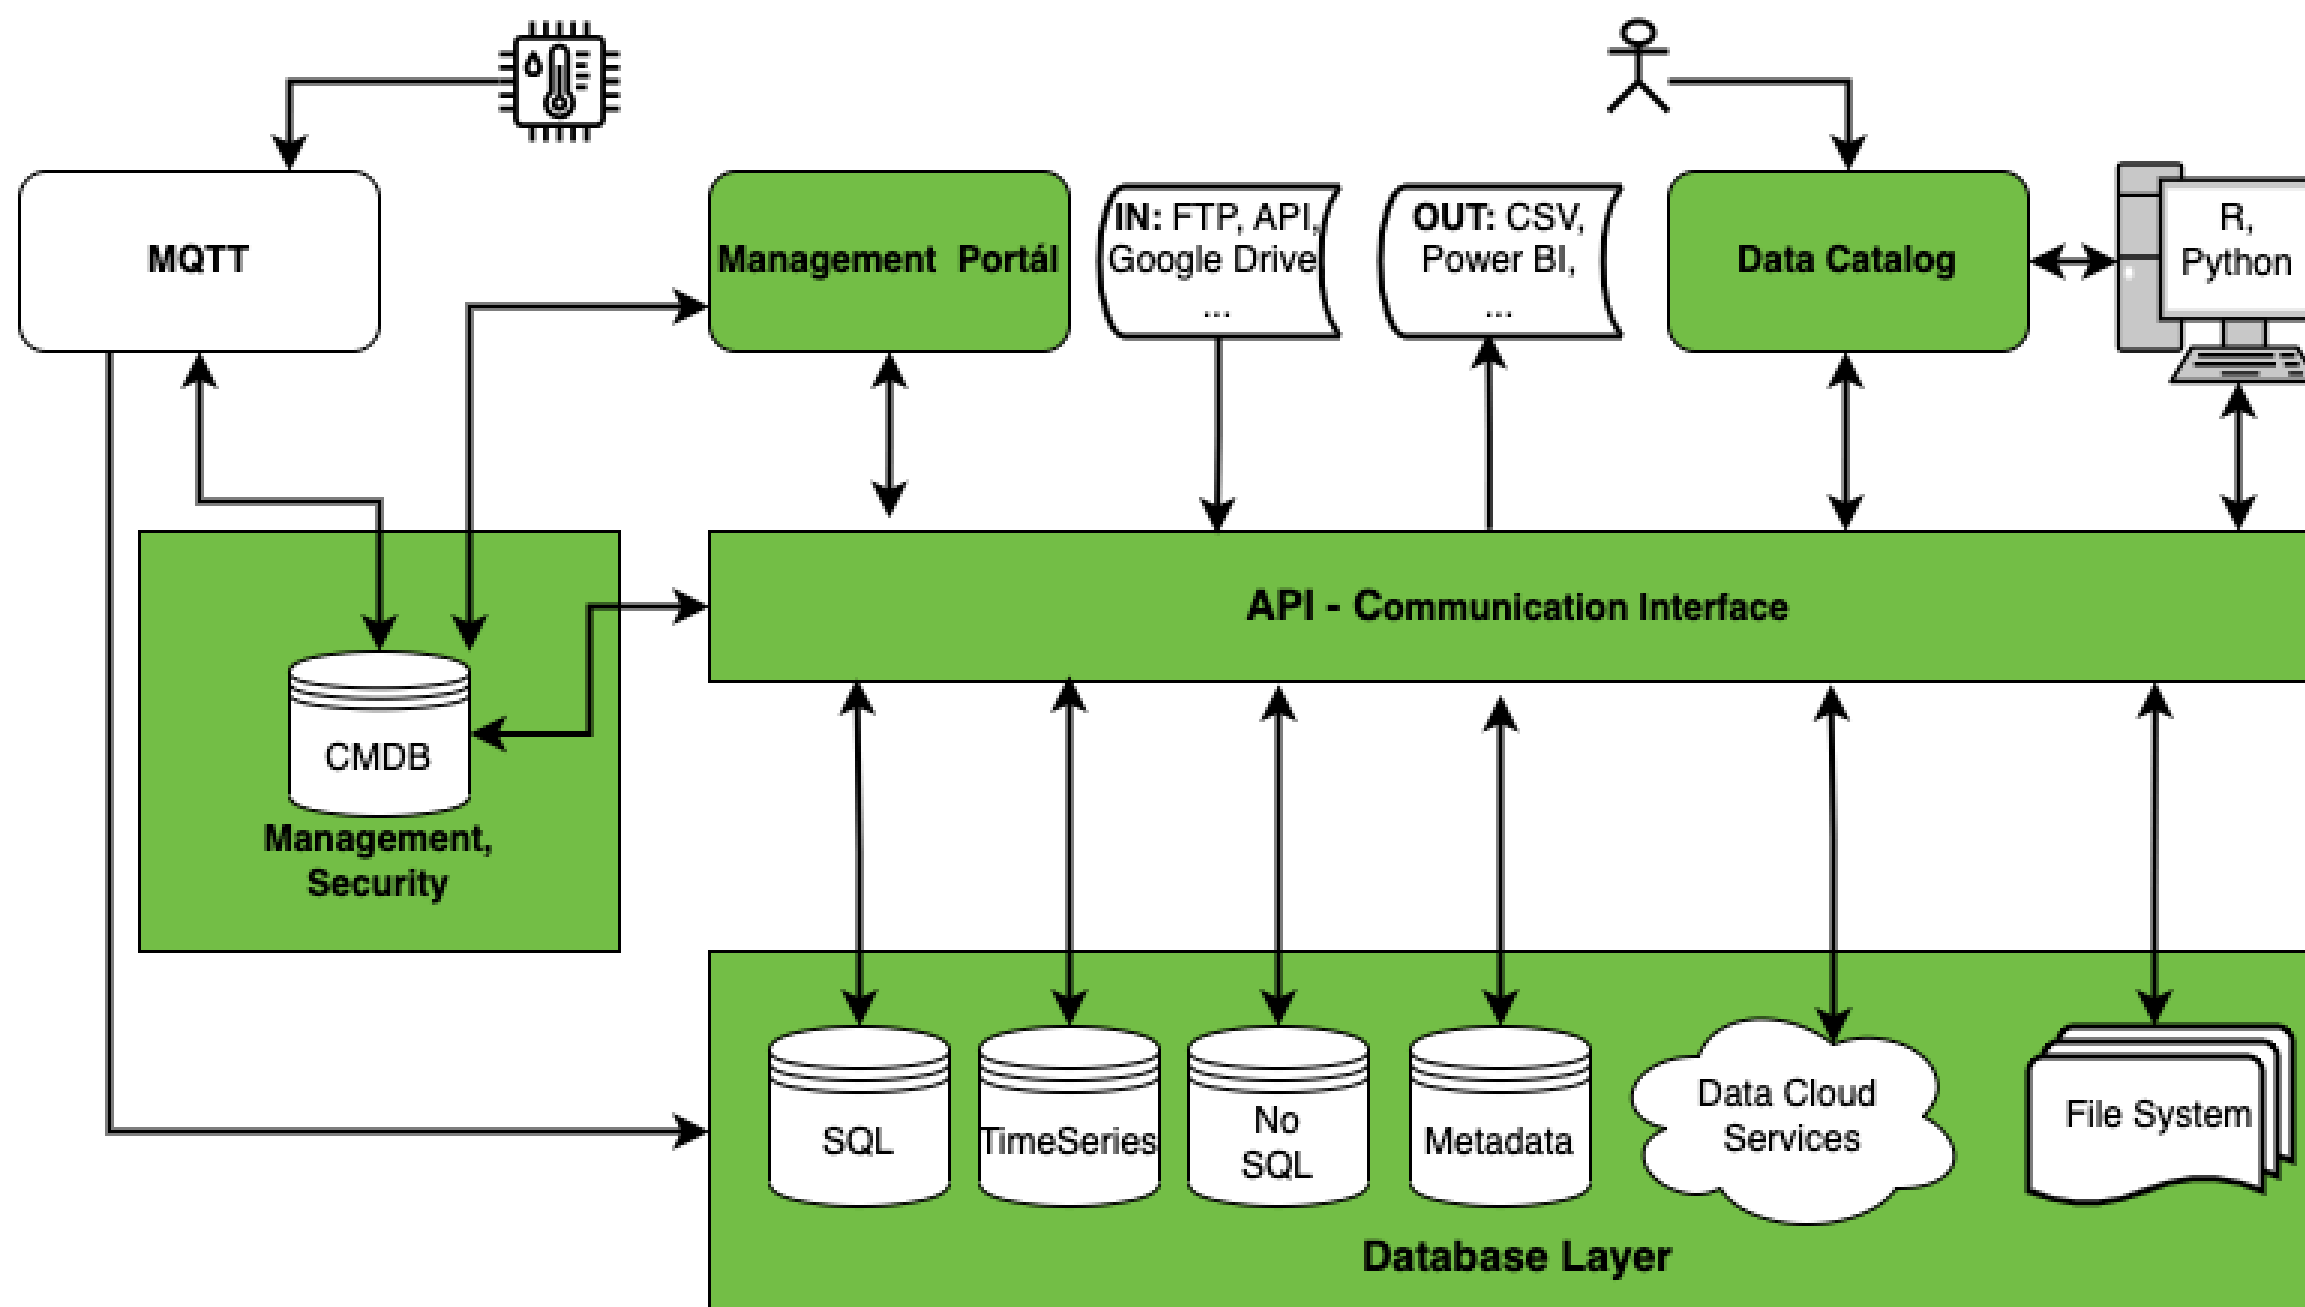 MQTT
Management  Portál
IN: FTP, API,
Google Drive
...
OUT: CSV,
Power BI,
...
Data Catalog
R,
Python
API - Communication Interface
CMDB
Management,
Security
SQL
TimeSeries
No
SQL
Metadata
Data Cloud
Services
File System
Database Layer